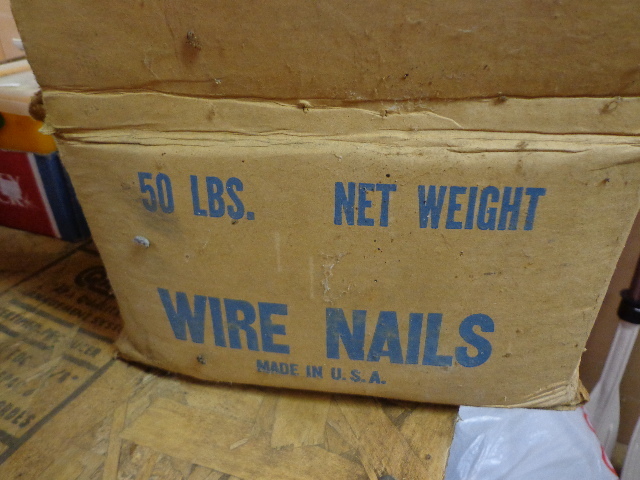 50 LBS. NET WEIGHT
WIRE NAILS
MADE IN U.S.A.